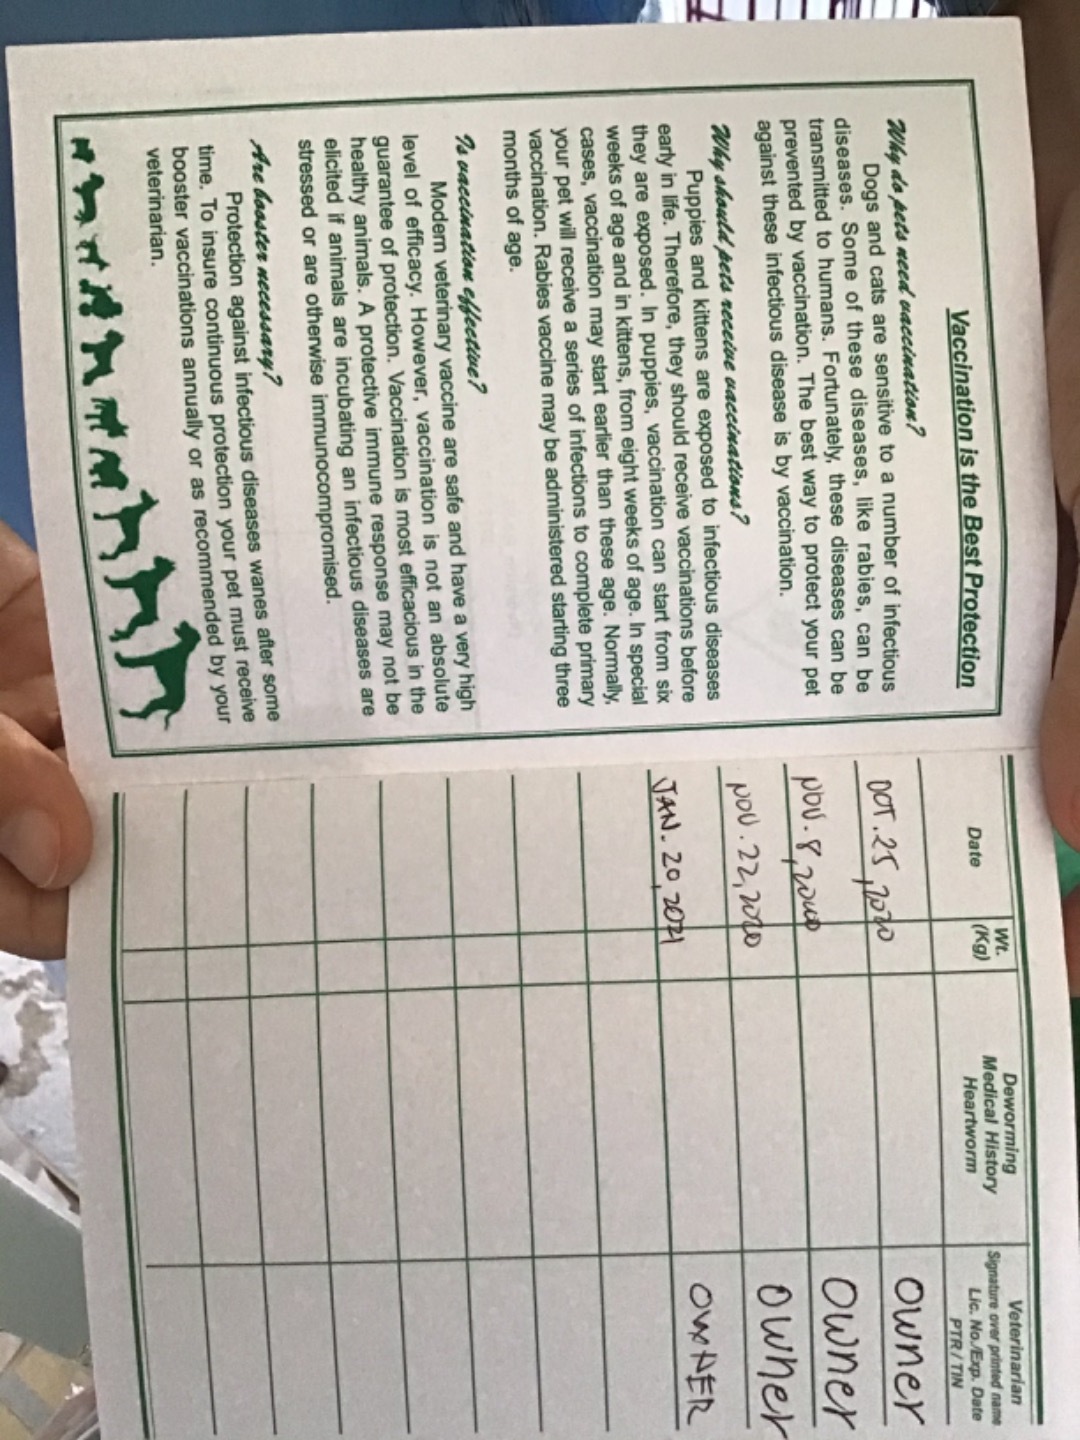 Vaccination is the Best Protection
Why do pets need vaccination?
Dogs and cats are sensitive to a number of infectious
diseases. Some of these diseases, like rabies, can be
transmitted to humans. Fortunately, these diseases can be
prevented by vaccination. The best way to protect your pet
against these infectious disease is by vaccination.
Why should pets receive vaccinations?
Puppies and kittens are exposed to infectious diseases
early in life. Therefore, they should receive vaccinations before
they are exposed. In puppies, vaccination can start from six
weeks of age and in kittens, from eight weeks of age. In special
cases, vaccination may start earlier than these age. Normally,
your pet will receive a series of infections to complete primary
vaccination. Rabies vaccine may be administered starting three
months of age.
Is vaccination effective?
Modern veterinary vaccine are safe and have a very high
level of efficacy. However, vaccination is not an absolute
guarantee of protection. Vaccination is most efficacious in the
healthy animals. A protective immune response may not be
elicited if animals are incubating an infectious diseases are
stressed or are otherwise immunocompromised.
Are booster necessary?
Protection against infectious diseases wanes after some
time. To insure continuous protection your pet must receive
booster vaccinations annually or as recommended by your
veterinarian.
Date
Wt.
(Kg)
Deworming
Medical History
Heartworm
Veterinarian
Signature over printed name
Lic. No./Exp. Date
PTR / TIN
OCT. 25, 2020 owner
NOV. 8, 2020 owner
NOV. 22, 2020 owner
JAN. 20, 2021 OWNER